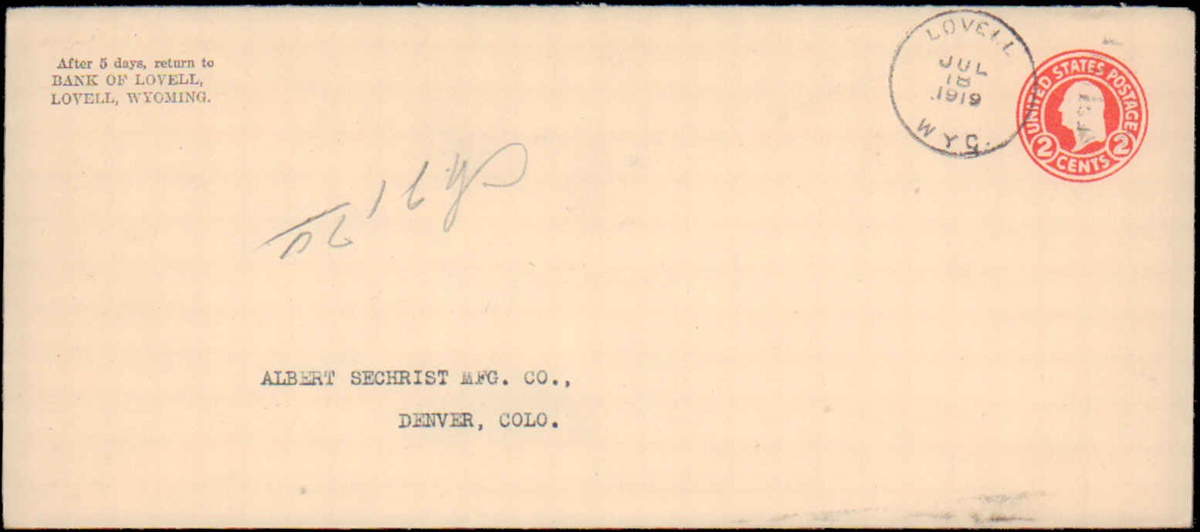 After 5 days, return to
BANK OF LOVELL,
LOVELL, WYOMING.
LOVELL
JUL
18
1919
WYO.
UNITED STATES POSTAGE
2 CENTS 2
ALBERT SECHRIST MFG. CO.,
DENVER, COLO.